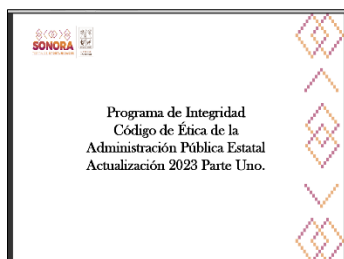 SONORA
Programa de Integridad
Código de Ética de la
Administración Pública Estatal
Actualización 2023 Parte Uno.